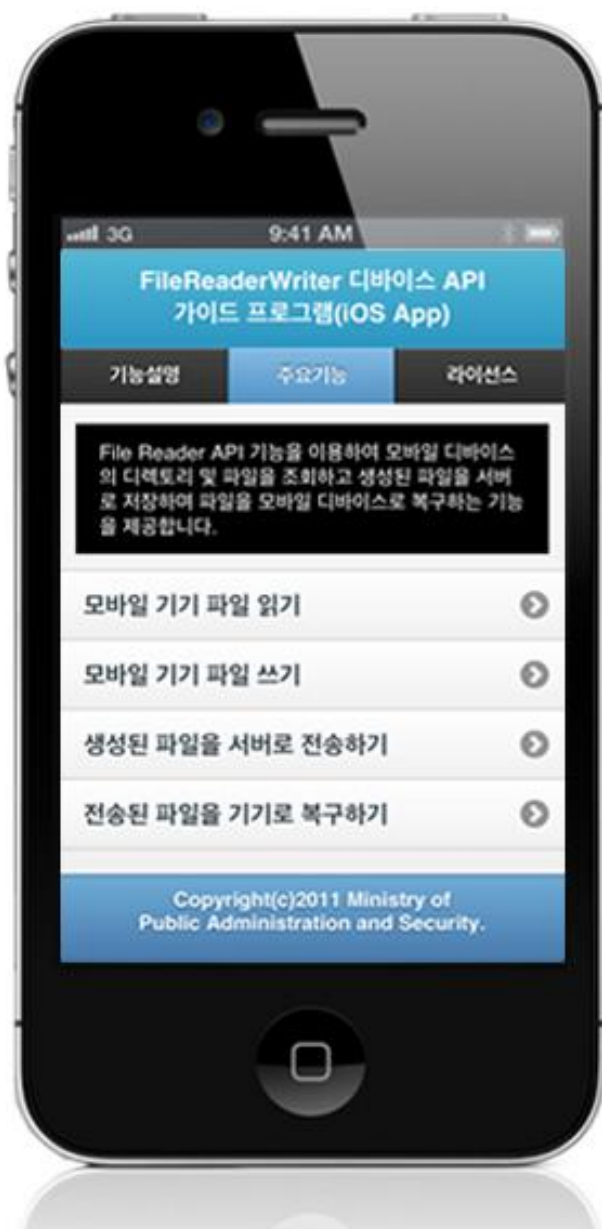 3G 9:41 AM
FileReaderWriter 디바이스 API
가이드 프로그램(iOS App)
기능설명 주요기능 라이선스
File Reader API 기능을 이용하여 모바일 디바이스
의 디렉토리 및 파일을 조회하고 생성된 파일을 서버
로 저장하며 파일을 모바일 디바이스로 복구하는 기능
을 제공합니다.
모바일 기기 파일 읽기
모바일 기기 파일 쓰기
생성된 파일을 서버로 전송하기
전송된 파일을 기기로 복구하기
Copyright(c)2011 Ministry of
Public Administration and Security.